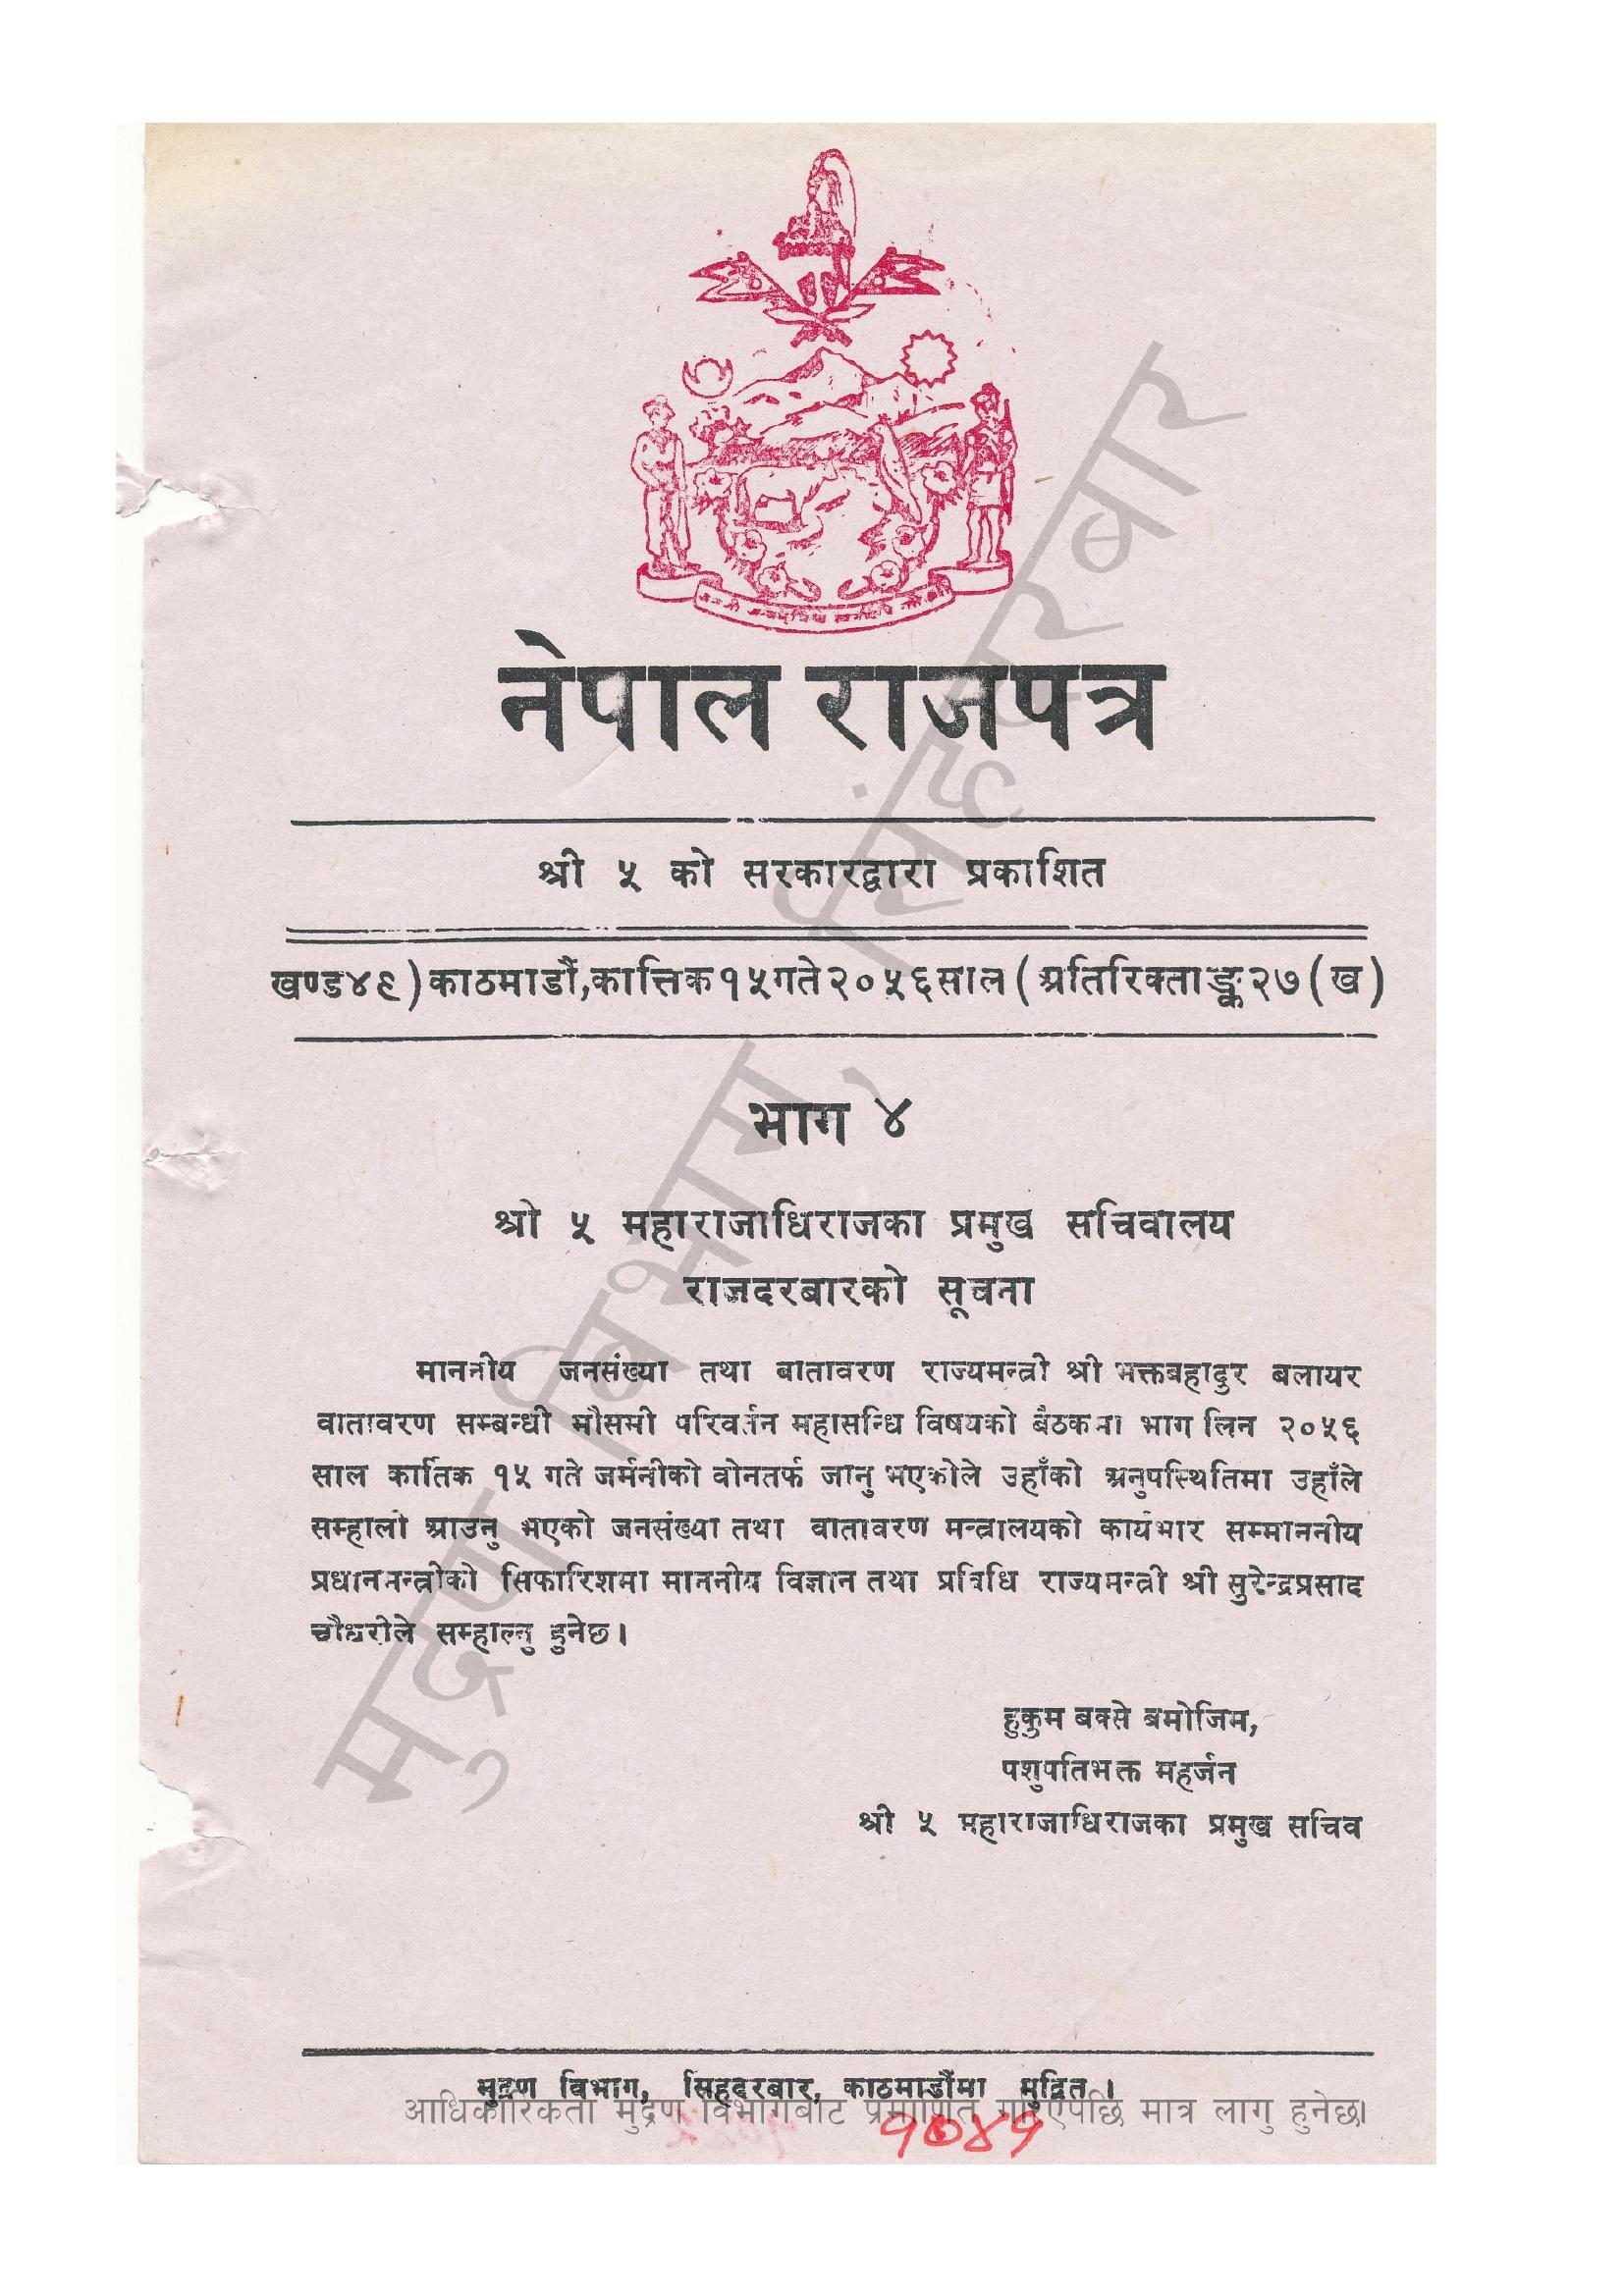 नेपाल राजपत्र
श्री ५ को सरकारद्वारा प्रकाशित
खण्ड ४९) काठमाडौं, कात्तिक १५ गते २०५६ साल (अतिरिक्ताङ्क २७ (ख)
भाग ४
श्री ५ महाराजाधिराजका प्रमुख सचिवालय
राजदरबारको सूचना
माननीय जनसंख्या तथा वातावरण राज्यमन्त्री श्री भक्तबहादुर बलायर
वातावरण सम्बन्धी मौसमी परिवर्तन महासन्धि विषयको बैठकमा भाग लिन २०५६
साल कार्तिक १५ गते जर्मनीको वोनतर्फ जानु भएकोले उहाँको अनुपस्थितिमा उहाँले
सम्हाली आउनु भएको जनसंख्या तथा वातावरण मन्त्रालयको कार्यभार सम्माननीय
प्रधानमन्त्रीको सिफारिशमा माननीय विज्ञान तथा प्रविधि राज्यमन्त्री श्री सुरेन्द्रप्रसाद
चौधरीले सम्हाल्नु हुनेछ।
हुकुम बक्से बमोजिम,
पशुपतिभक्त महर्जन
श्री ५ महाराजाधिराजका प्रमुख सचिव
मुद्रण विभाग, सिंहदरबार, काठमाडौंमा मुद्रित ।
आधिकारिकता मुद्रण विभागबाट प्रमाणित गरिएपछि मात्र लागु हुनेछ।
१०४१
मुद्रण विभाग, सिंहदरबार